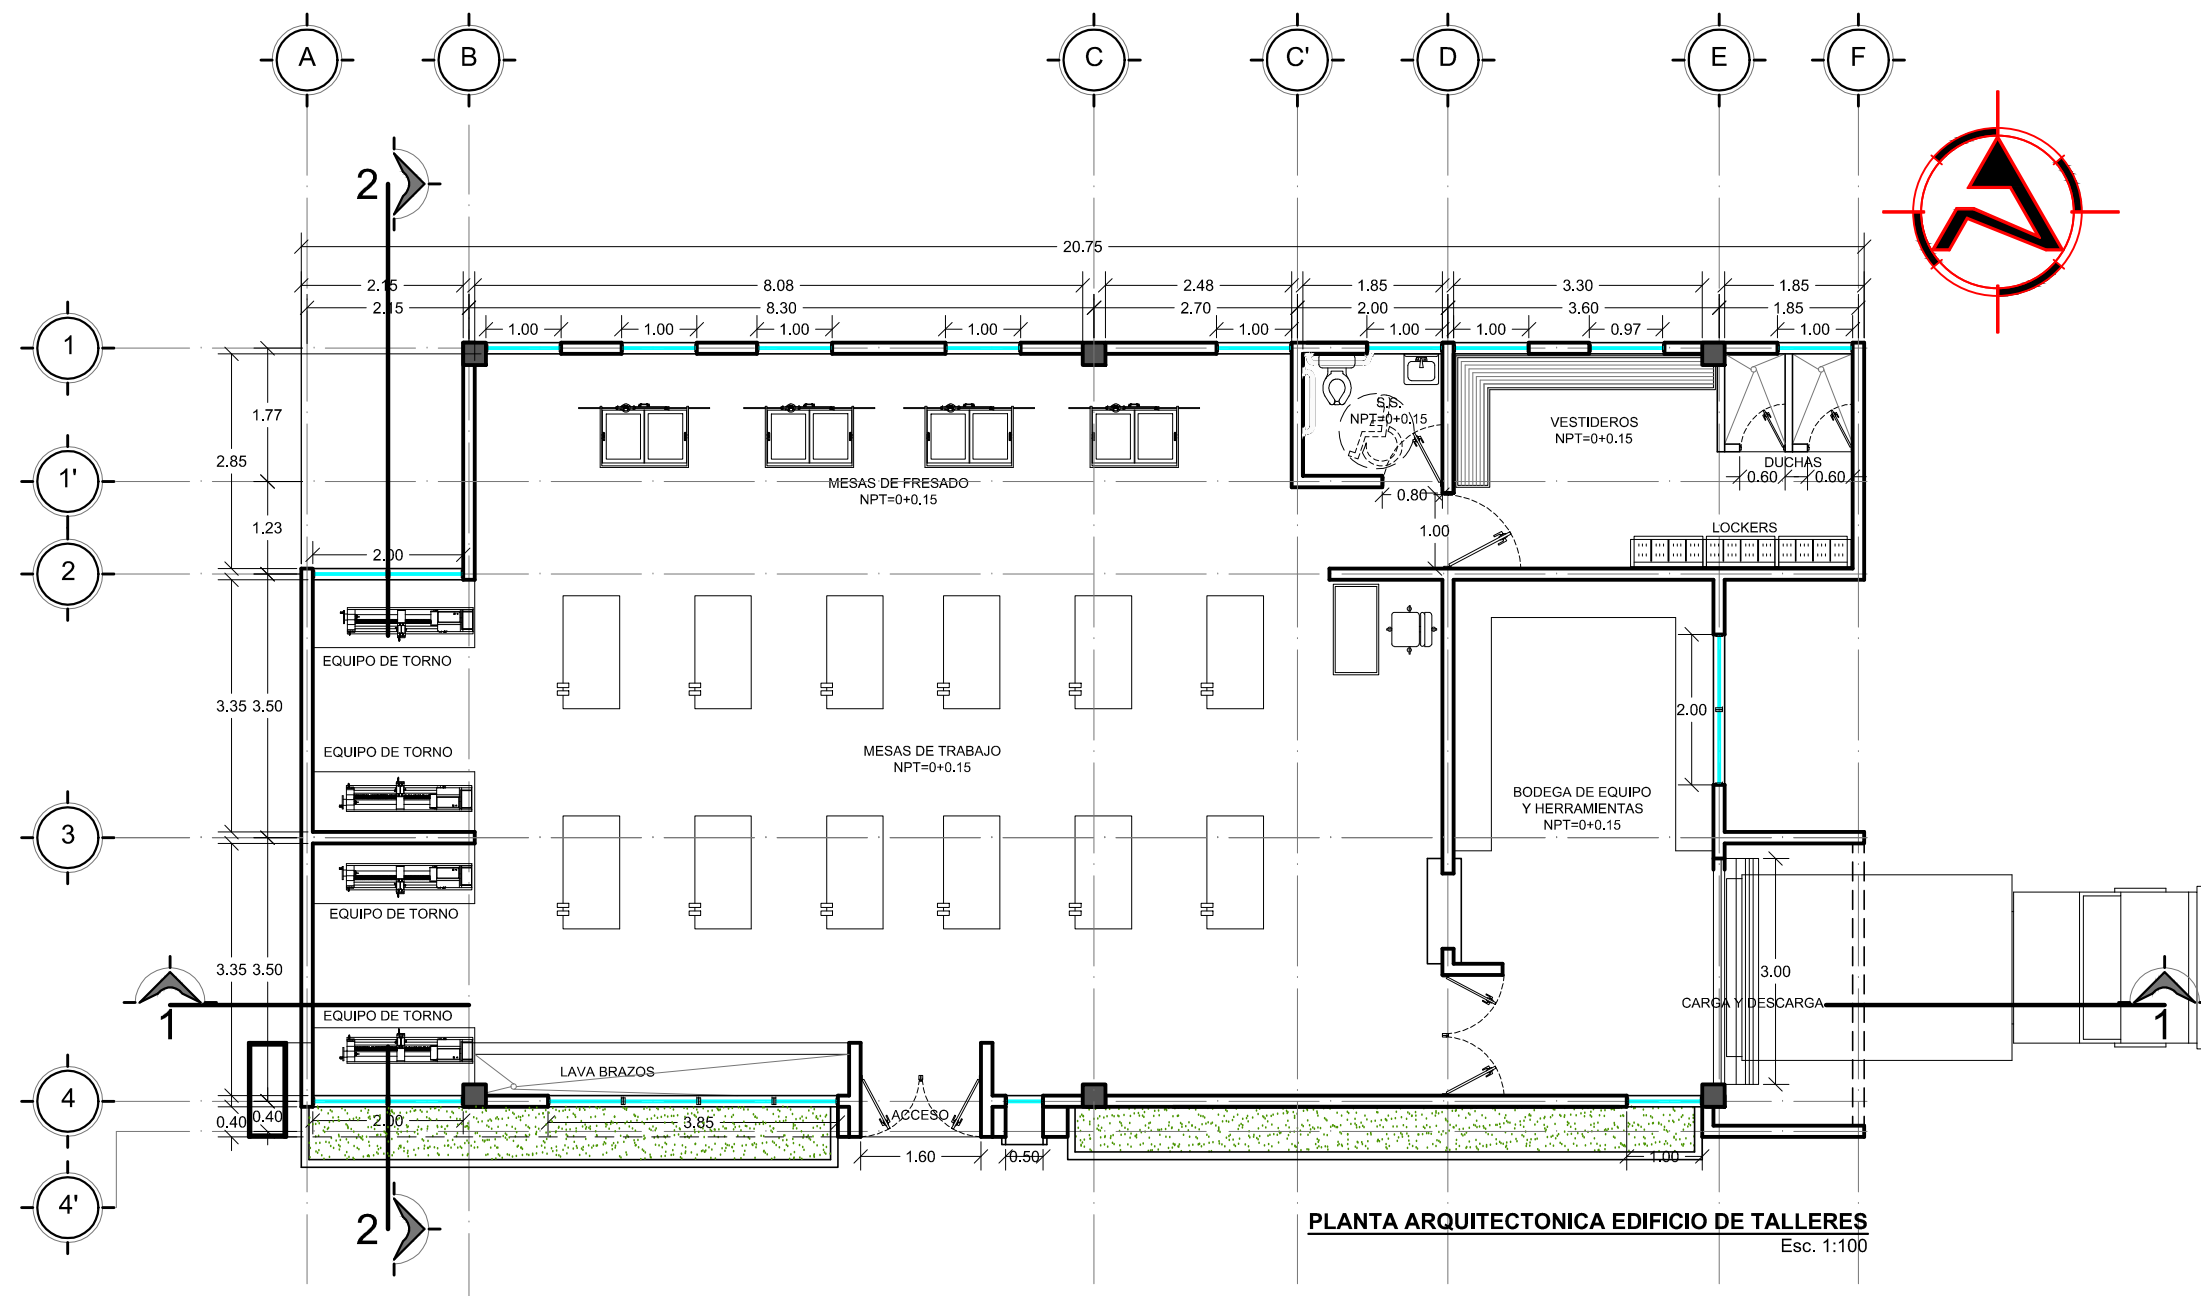 A B C C' D E F
2
20.75
2.15 8.08 2.48 1.85 3.30 1.85
2.15 8.30 2.70 2.00 3.60 1.85
1.00 1.00 1.00 1.00 1.00 1.00 1.00 0.97 1.00
1
1.77
2.85
1'
1.23
2
2.00
S.S.
NPT=0+0.15
VESTIDEROS
NPT=0+0.15
DUCHAS
0.60 0.60
MESAS DE FRESADO
NPT=0+0.15
0.80
1.00
LOCKERS
EQUIPO DE TORNO
3.35 3.50
2.00
EQUIPO DE TORNO
MESAS DE TRABAJO
NPT=0+0.15
BODEGA DE EQUIPO
Y HERRAMIENTAS
NPT=0+0.15
3
EQUIPO DE TORNO
3.35 3.50
3.00
CARGA Y DESCARGA
1
1
EQUIPO DE TORNO
LAVA BRAZOS
4
ACCESO
0.40 0.40
2.00 3.85
1.60 0.50 1.00
4'
2
PLANTA ARQUITECTONICA EDIFICIO DE TALLERES
Esc. 1:100